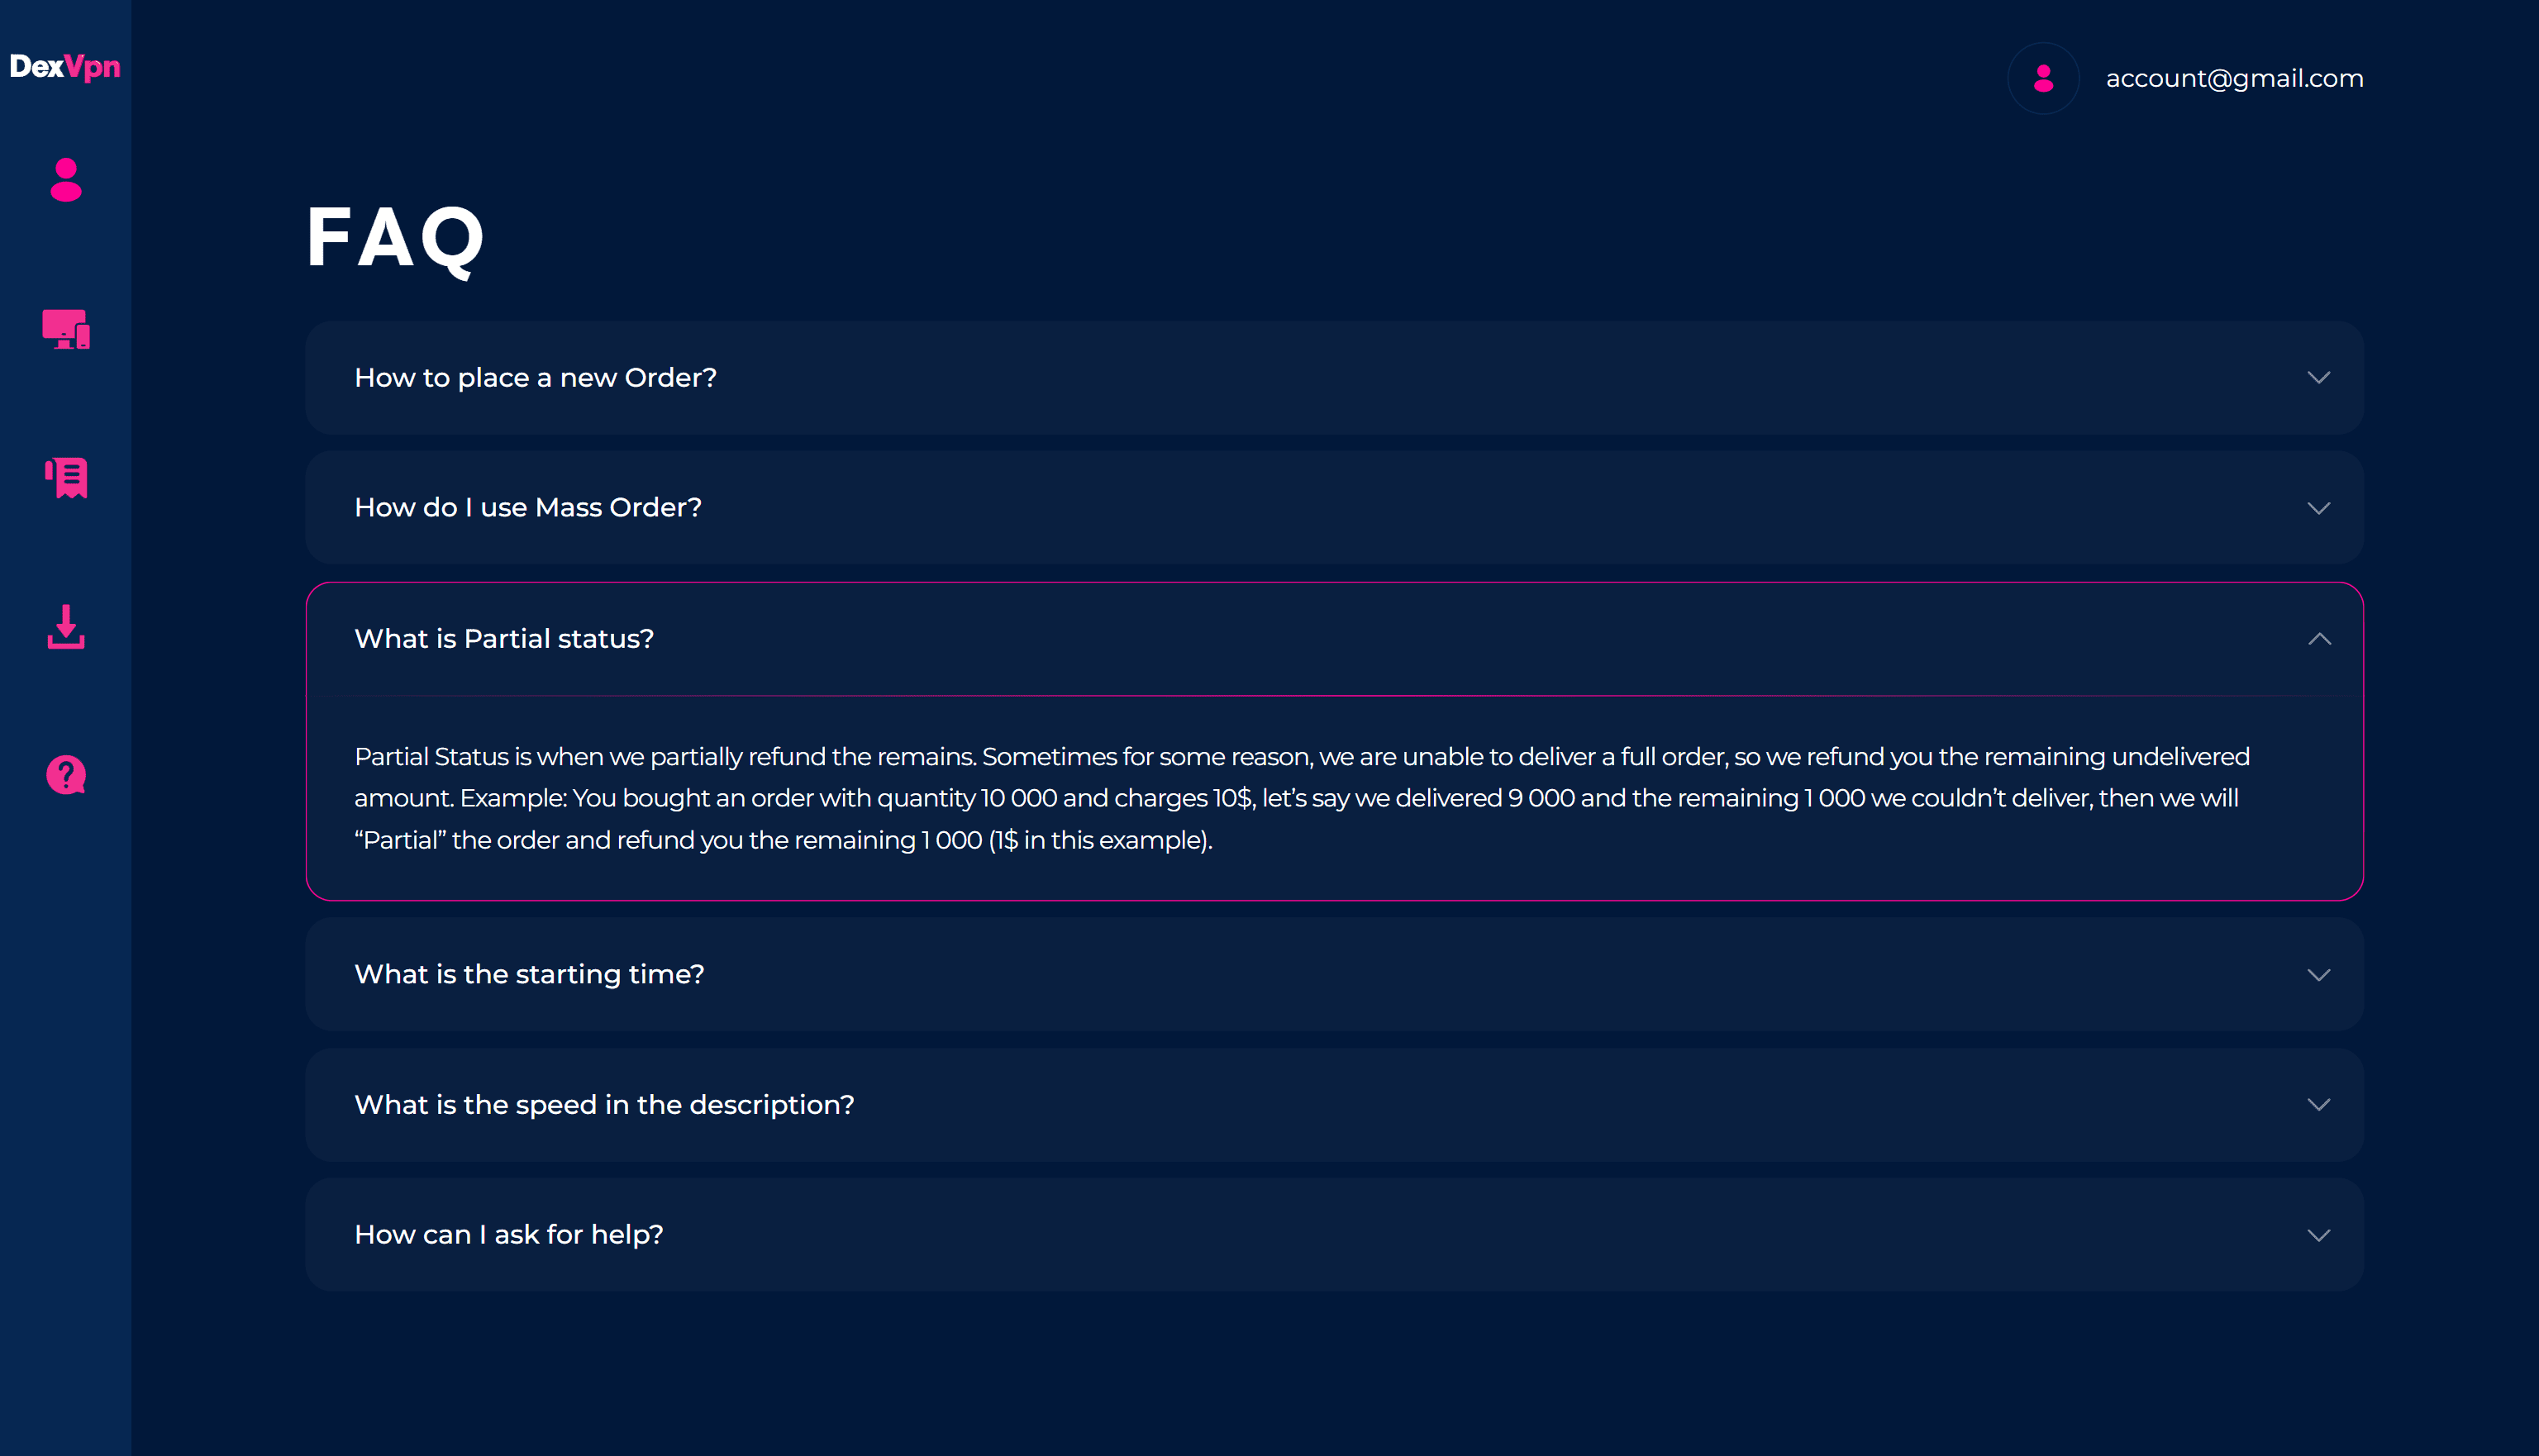 DexVpn
account@gmail.com
FAQ
How to place a new Order?
How do I use Mass Order?
What is Partial status?
Partial Status is when we partially refund the remains. Sometimes for some reason, we are unable to deliver a full order, so we refund you the remaining undelivered
amount. Example: You bought an order with quantity 10 000 and charges 10$, let’s say we delivered 9 000 and the remaining 1 000 we couldn’t deliver, then we will
“Partial” the order and refund you the remaining 1 000 (1$ in this example).
What is the starting time?
What is the speed in the description?
How can I ask for help?